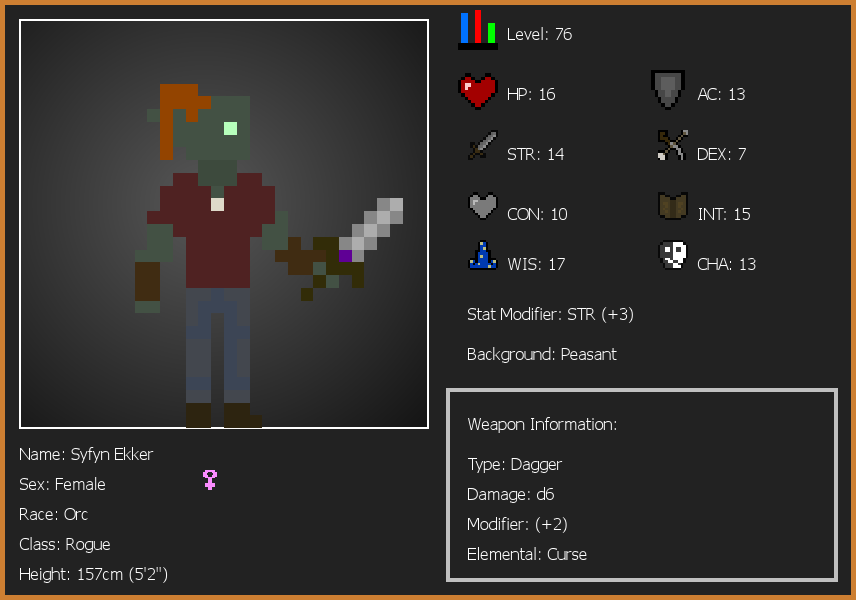 Level: 76
HP: 16
AC: 13
STR: 14
DEX: 7
CON: 10
INT: 15
WIS: 17
CHA: 13
Stat Modifier: STR (+3)
Background: Peasant
Weapon Information:
Type: Dagger
Damage: d6
Modifier: (+2)
Elemental: Curse
Name: Syfyn Ekker
Sex: Female
Race: Orc
Class: Rogue
Height: 157cm (5'2")